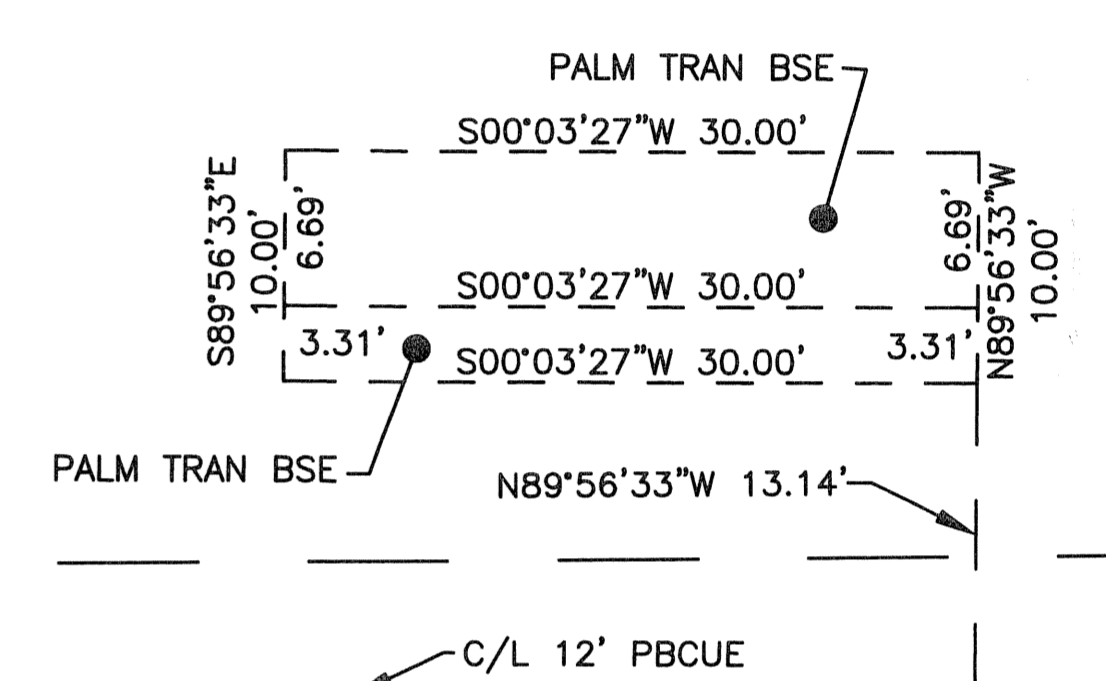 PALM TRAN BSE
S00°03'27"W 30.00'
S89°56'33"E
10.00'
6.69'
6.69'
N89°56'33"W
10.00'
S00°03'27"W 30.00'
3.31'
3.31'
S00°03'27"W 30.00'
PALM TRAN BSE
N89°56'33"W 13.14'
C/L 12' PBCUE